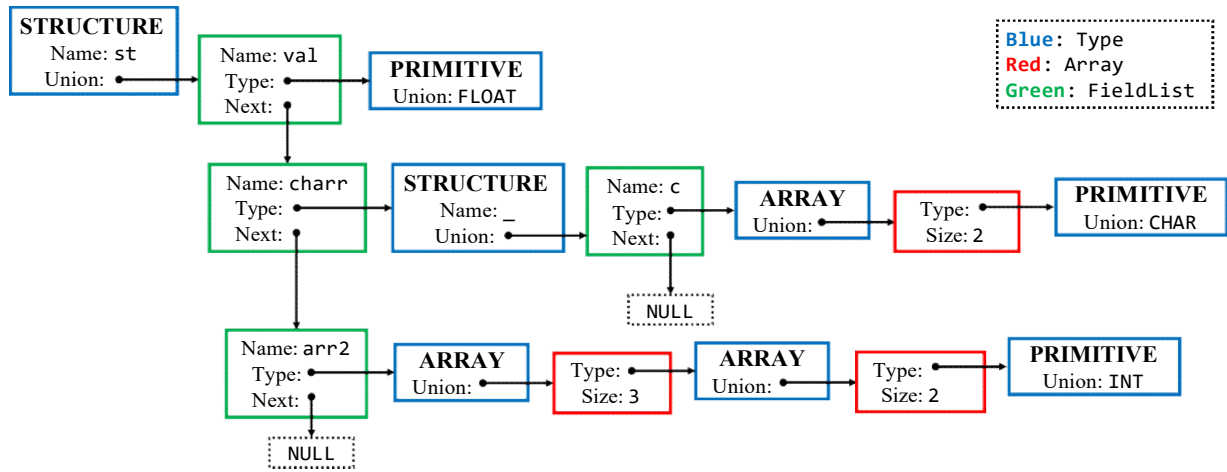 STRUCTURE
Name: st
Union:
Name: val
Type:
Next:
PRIMITIVE
Union: FLOAT
Blue: Type
Red: Array
Green: FieldList
Name: charr
Type:
Next:
STRUCTURE
Name: _
Union:
Name: c
Type:
Next:
ARRAY
Union:
Type:
Size: 2
PRIMITIVE
Union: CHAR
NULL
Name: arr2
Type:
Next:
ARRAY
Union:
Type:
Size: 3
ARRAY
Union:
Type:
Size: 2
PRIMITIVE
Union: INT
NULL